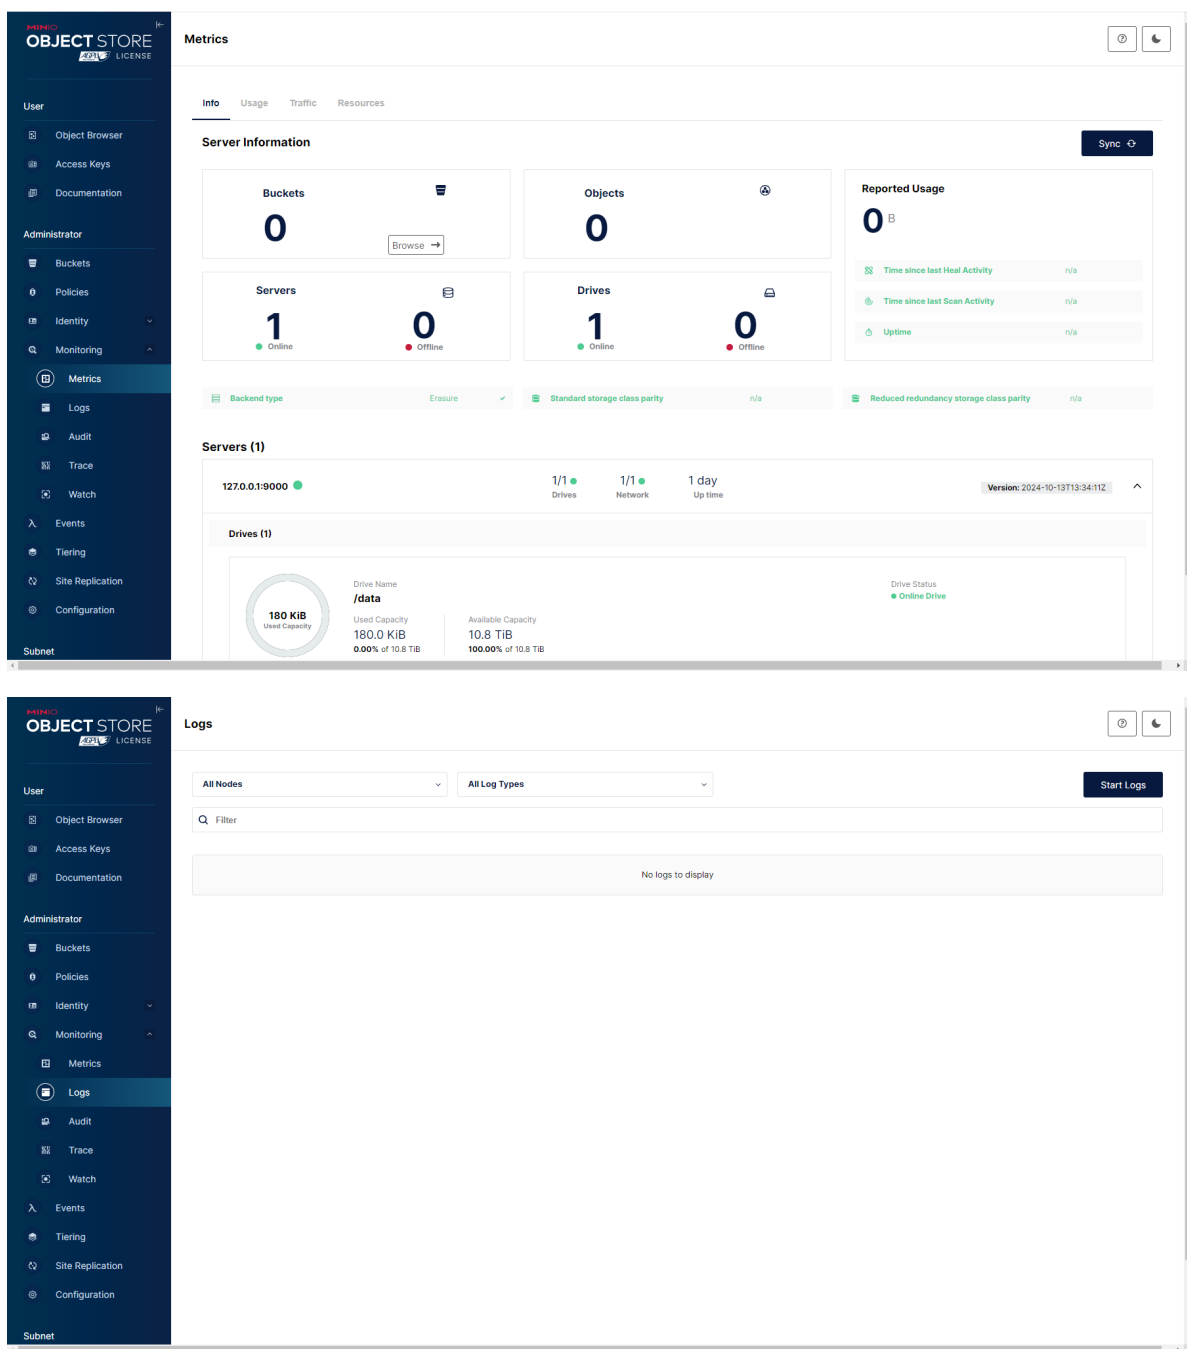 MINIO
OBJECT STORE
AGPLv3 LICENSE
User
Object Browser
Access Keys
Documentation
Administrator
Buckets
Policies
Identity
Monitoring
Metrics
Logs
Audit
Trace
Watch
Events
Tiering
Site Replication
Configuration
Subnet
Metrics
Info Usage Traffic Resources
Server Information
Sync
Buckets
0
Browse
Objects
0
Reported Usage
0 B
Time since last Heal Activity n/a
Time since last Scan Activity n/a
Uptime n/a
Servers
1 0
Online Offline
Drives
1 0
Online Offline
Backend type Erasure
Standard storage class parity n/a
Reduced redundancy storage class parity n/a
Servers (1)
127.0.0.1:9000
1/1
Drives
1/1
Network
1 day
Up time
Version: 2024-10-13T13:34:11Z
Drives (1)
180 KiB
Used Capacity
Drive Name
/data
Used Capacity
180.0 KiB
0.00% of 10.8 TiB
Available Capacity
10.8 TiB
100.00% of 10.8 TiB
Drive Status
Online Drive
MINIO
OBJECT STORE
AGPLv3 LICENSE
User
Object Browser
Access Keys
Documentation
Administrator
Buckets
Policies
Identity
Monitoring
Metrics
Logs
Audit
Trace
Watch
Events
Tiering
Site Replication
Configuration
Subnet
Logs
All Nodes
All Log Types
Start Logs
Filter
No logs to display